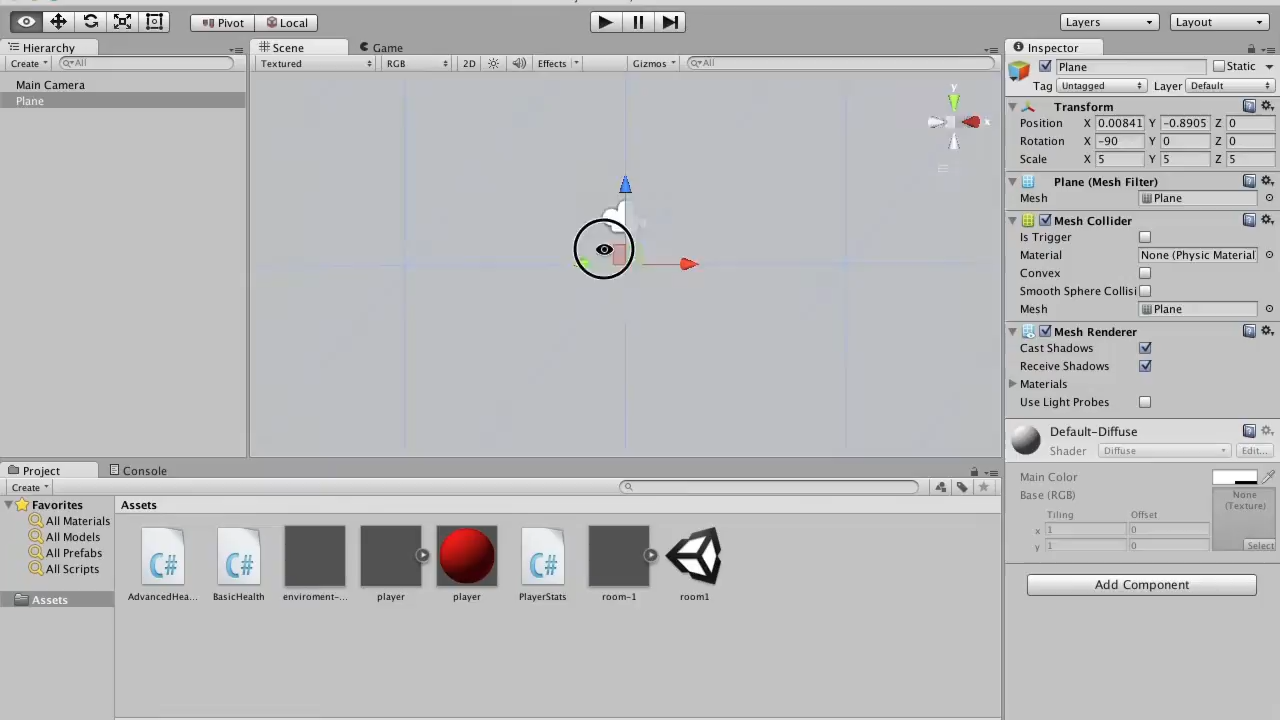 Pivot Local
Layers Layout
Hierarchy
Create All
Main Camera
Plane
Scene Game
Textured RGB 2D Effects Gizmos All
y
x
Inspector
Plane Static
Tag Untagged Layer Default
Transform
Position X 0.00841 Y -0.8905 Z 0
Rotation X -90 Y 0 Z 0
Scale X 5 Y 5 Z 5
Plane (Mesh Filter)
Mesh Plane
Mesh Collider
Is Trigger
Material None (Physic Material
Convex
Smooth Sphere Collisi
Mesh Plane
Mesh Renderer
Cast Shadows
Receive Shadows
Materials
Use Light Probes
Default-Diffuse
Shader Diffuse Edit...
Main Color
Base (RGB)
None
(Texture)
Tiling Offset
x 1 0
y 1 0
Select
Add Component
Project Console
Create
Favorites
All Materials
All Models
All Prefabs
All Scripts
Assets
Assets
C# C# C#
AdvancedHea... BasicHealth enviroment-... player player PlayerStats room-1 room1